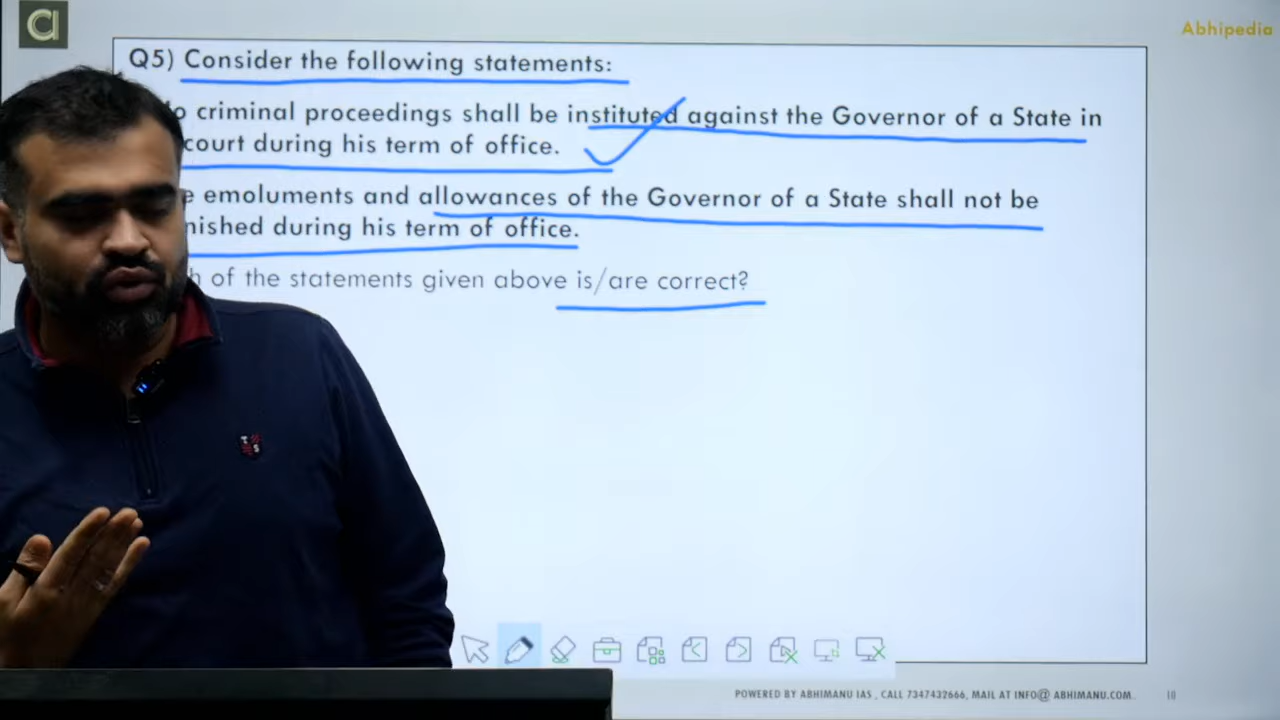 Abhipedia
Q5) Consider the following statements:
criminal proceedings shall be instituted against the Governor of a State in
court during his term of office.
emoluments and allowances of the Governor of a State shall not be
during his term of office.
of the statements given above is/are correct?
POWERED BY ABHIMANU IAS , CALL 7347432666, MAIL AT INFO@ ABHIMANU.COM. 10